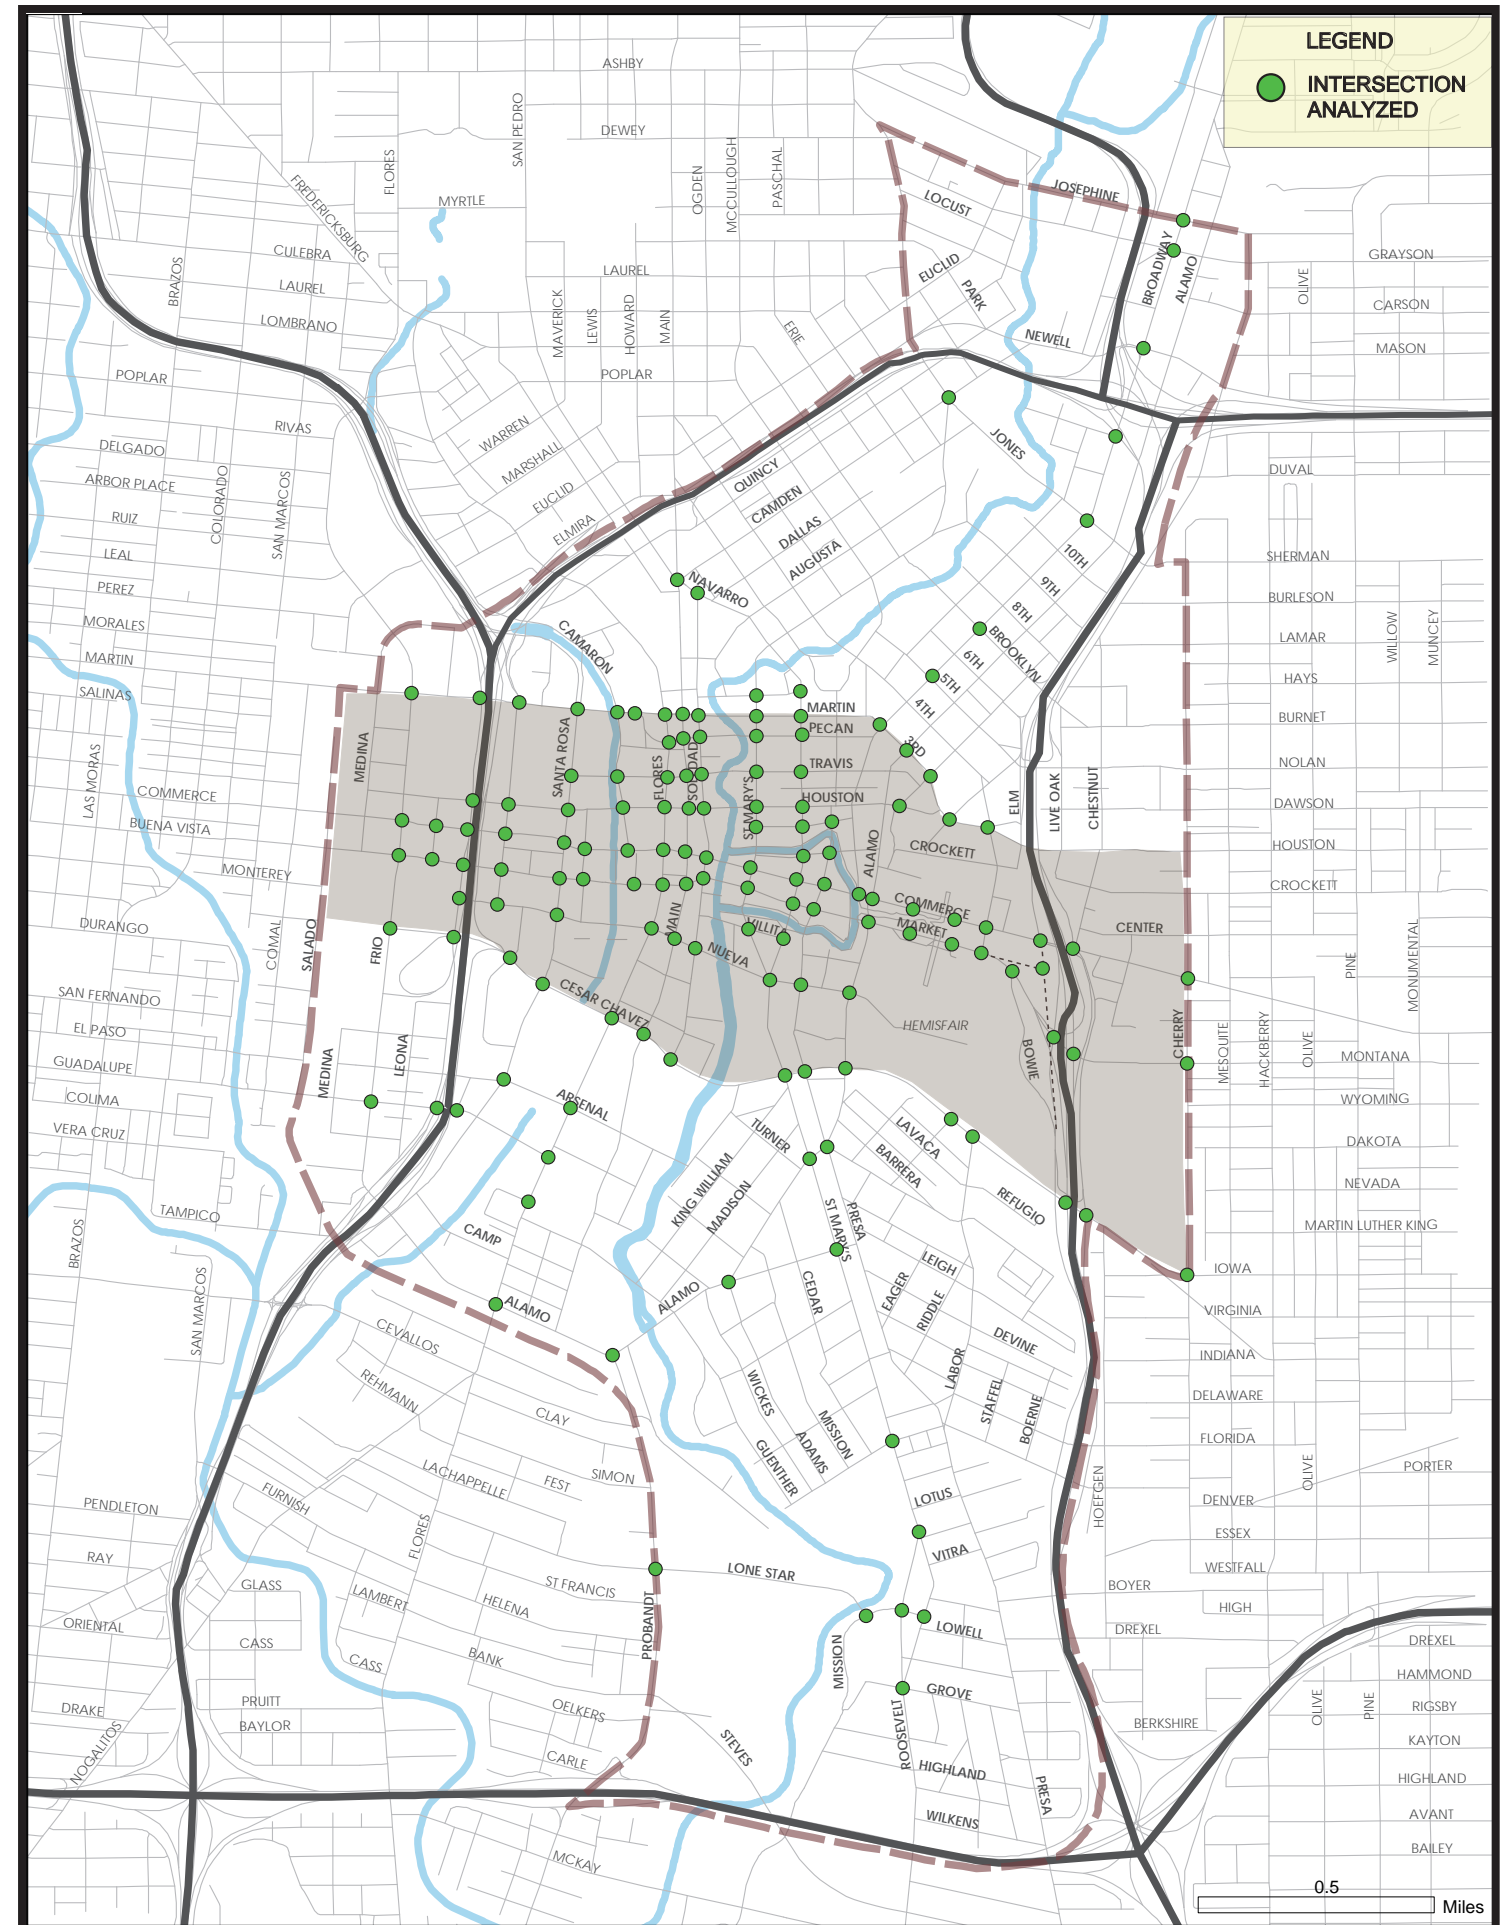 LEGEND
INTERSECTION
ANALYZED
ASHBY
SAN PEDRO
DEWEY
FLORES
OGDEN
MCCULLOUGH
PASCHAL
FREDERICKSBURG
MYRTLE
LOCUST
JOSEPHINE
CULEBRA
BROADWAY
ALAMO
GRAYSON
BRAZOS
LAUREL
LAUREL
EUCLID
PARK
OLIVE
CARSON
LOMBRANO
MAVERICK
LEWIS
HOWARD
MAIN
ERIE
NEWELL
MASON
POPLAR
POPLAR
RIVAS
WARREN
DELGADO
MARSHALL
JONES
ARBOR PLACE
COLORADO
SAN MARCOS
QUINCY
DUVAL
EUCLID
CAMDEN
RUIZ
ELMIRA
DALLAS
LEAL
AUGUSTA
10TH
SHERMAN
PEREZ
NAVARRO
9TH
BURLESON
MORALES
8TH
CAMARON
BROOKLYN
LAMAR
WILLOW
MUNCEY
MARTIN
6TH
SALINAS
5TH
HAYS
MARTIN
4TH
BURNET
PECAN
MEDINA
SANTA ROSA
FLORES
SOLEDAD
3RD
TRAVIS
NOLAN
LAS MORAS
COMMERCE
ST MARY'S
HOUSTON
ELM
LIVE OAK
CHESTNUT
DAWSON
BUENA VISTA
ALAMO
CROCKETT
HOUSTON
MONTEREY
CROCKETT
COMMERCE
DURANGO
COMAL
SALADO
FRIO
MAIN
VILLITA
MARKET
CENTER
NUEVA
PINE
MONUMENTAL
SAN FERNANDO
CESAR CHAVEZ
EL PASO
HEMISFAIR
CHERRY
MESQUITE
HACKBERRY
OLIVE
GUADALUPE
MEDINA
LEONA
BOWIE
MONTANA
COLIMA
ARSENAL
WYOMING
VERA CRUZ
TURNER
LAVACA
DAKOTA
BARRERA
KING WILLIAM
MADISON
NEVADA
TAMPICO
REFUGIO
ST MARY'S
PRESA
MARTIN LUTHER KING
BRAZOS
CAMP
LEIGH
IOWA
SAN MARCOS
ALAMO
ALAMO
CEDAR
EAGER
RIDDLE
VIRGINIA
CEVALLOS
DEVINE
INDIANA
REHMANN
WICKES
LABOR
STAFFEL
BOERNE
DELAWARE
CLAY
MISSION
ADAMS
FLORIDA
GUENTHER
LACHAPPELLE
FEST
SIMON
OLIVE
PORTER
FURNISH
LOTUS
HOEFGEN
DENVER
PENDLETON
FLORES
ESSEX
RAY
VITRA
LONE STAR
WESTFALL
GLASS
ST FRANCIS
BOYER
LAMBERT
HELENA
HIGH
ORIENTAL
PROBANDT
LOWELL
DREXEL
CASS
DREXEL
CASS
BANK
MISSION
HAMMOND
PRUITT
GROVE
DRAKE
OELKERS
OLIVE
PINE
RIGSBY
BAYLOR
BERKSHIRE
NOGALITOS
STEVES
ROOSEVELT
KAYTON
CARLE
HIGHLAND
HIGHLAND
PRESA
AVANT
WILKENS
BAILEY
MCKAY
0.5
Miles